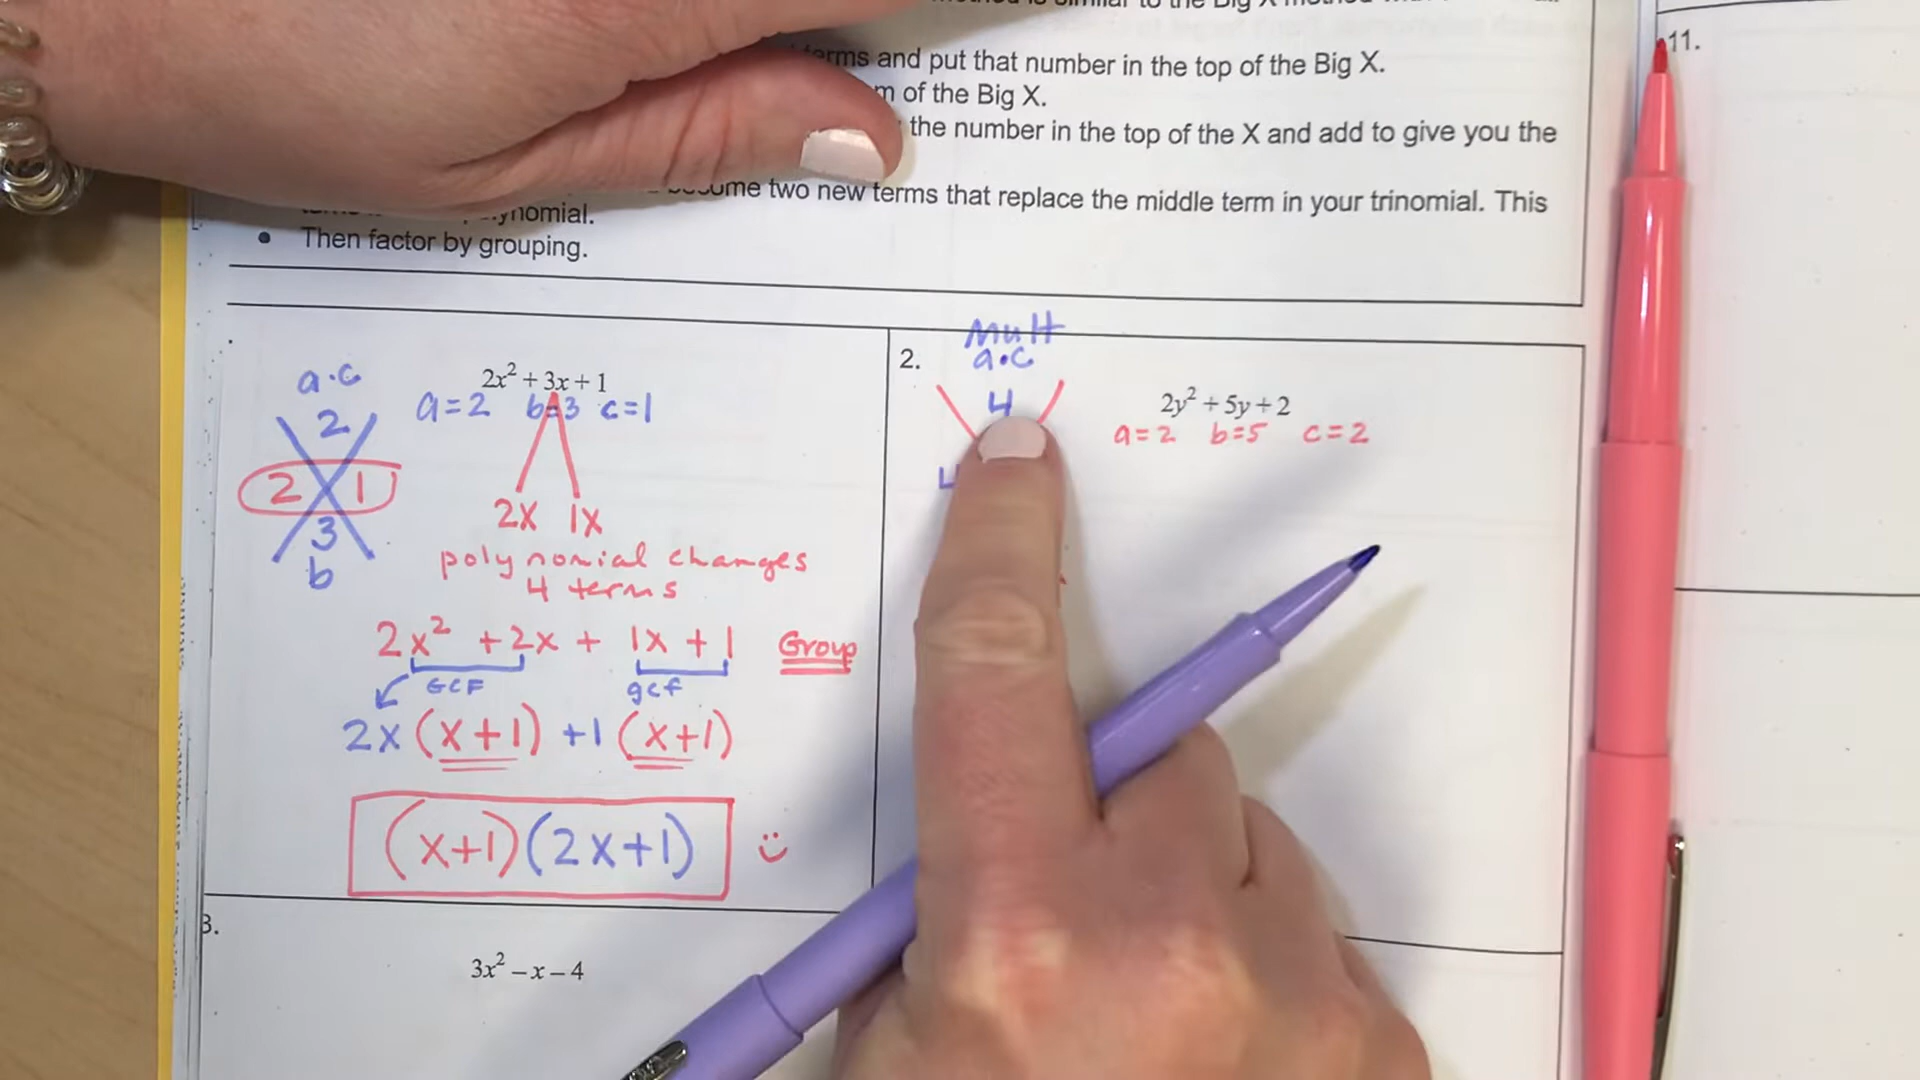 terms and put that number in the top of the Big X.
of the Big X.
the number in the top of the X and add to give you the
two new terms that replace the middle term in your trinomial. This
• Then factor by grouping.
11.
a·c
2
2 1
3
b
2x² + 3x + 1
a=2 b=3 c=1
2x 1x
polynomial changes
4 terms
2x² + 2x + 1x + 1 Group
GCF gcf
2x (x+1) +1 (x+1)
(x+1)(2x+1)
2.
Mult
a·c
4
2y² + 5y + 2
a=2 b=5 c=2
3.
3x² – x – 4